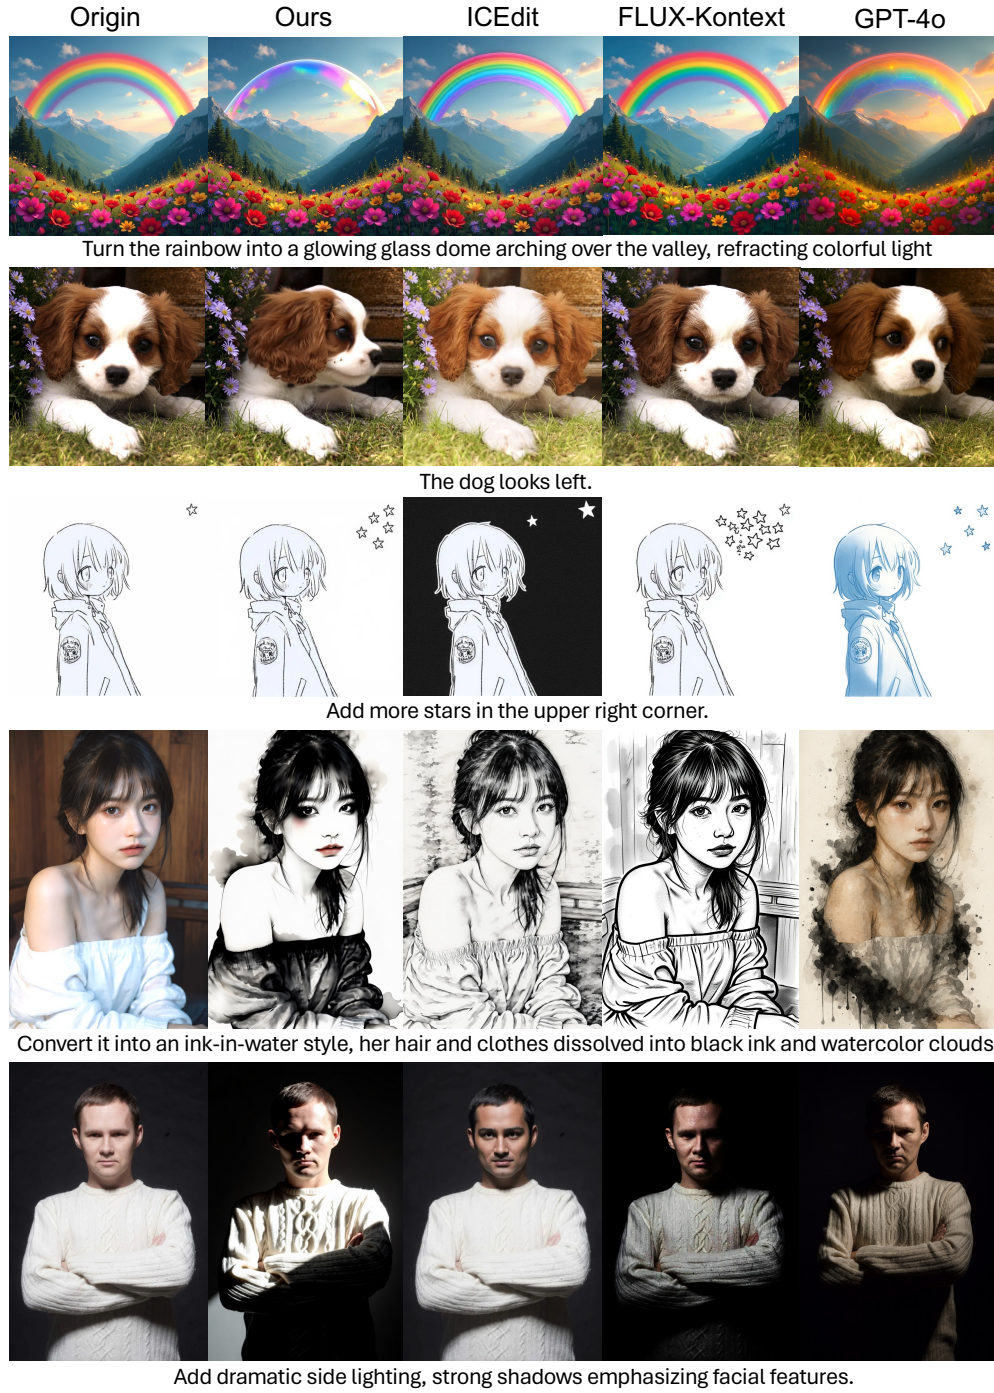 Origin Ours ICEdit FLUX-Kontext GPT-4o
Turn the rainbow into a glowing glass dome arching over the valley, refracting colorful light
The dog looks left.
Add more stars in the upper right corner.
Convert it into an ink-in-water style, her hair and clothes dissolved into black ink and watercolor clouds
Add dramatic side lighting, strong shadows emphasizing facial features.